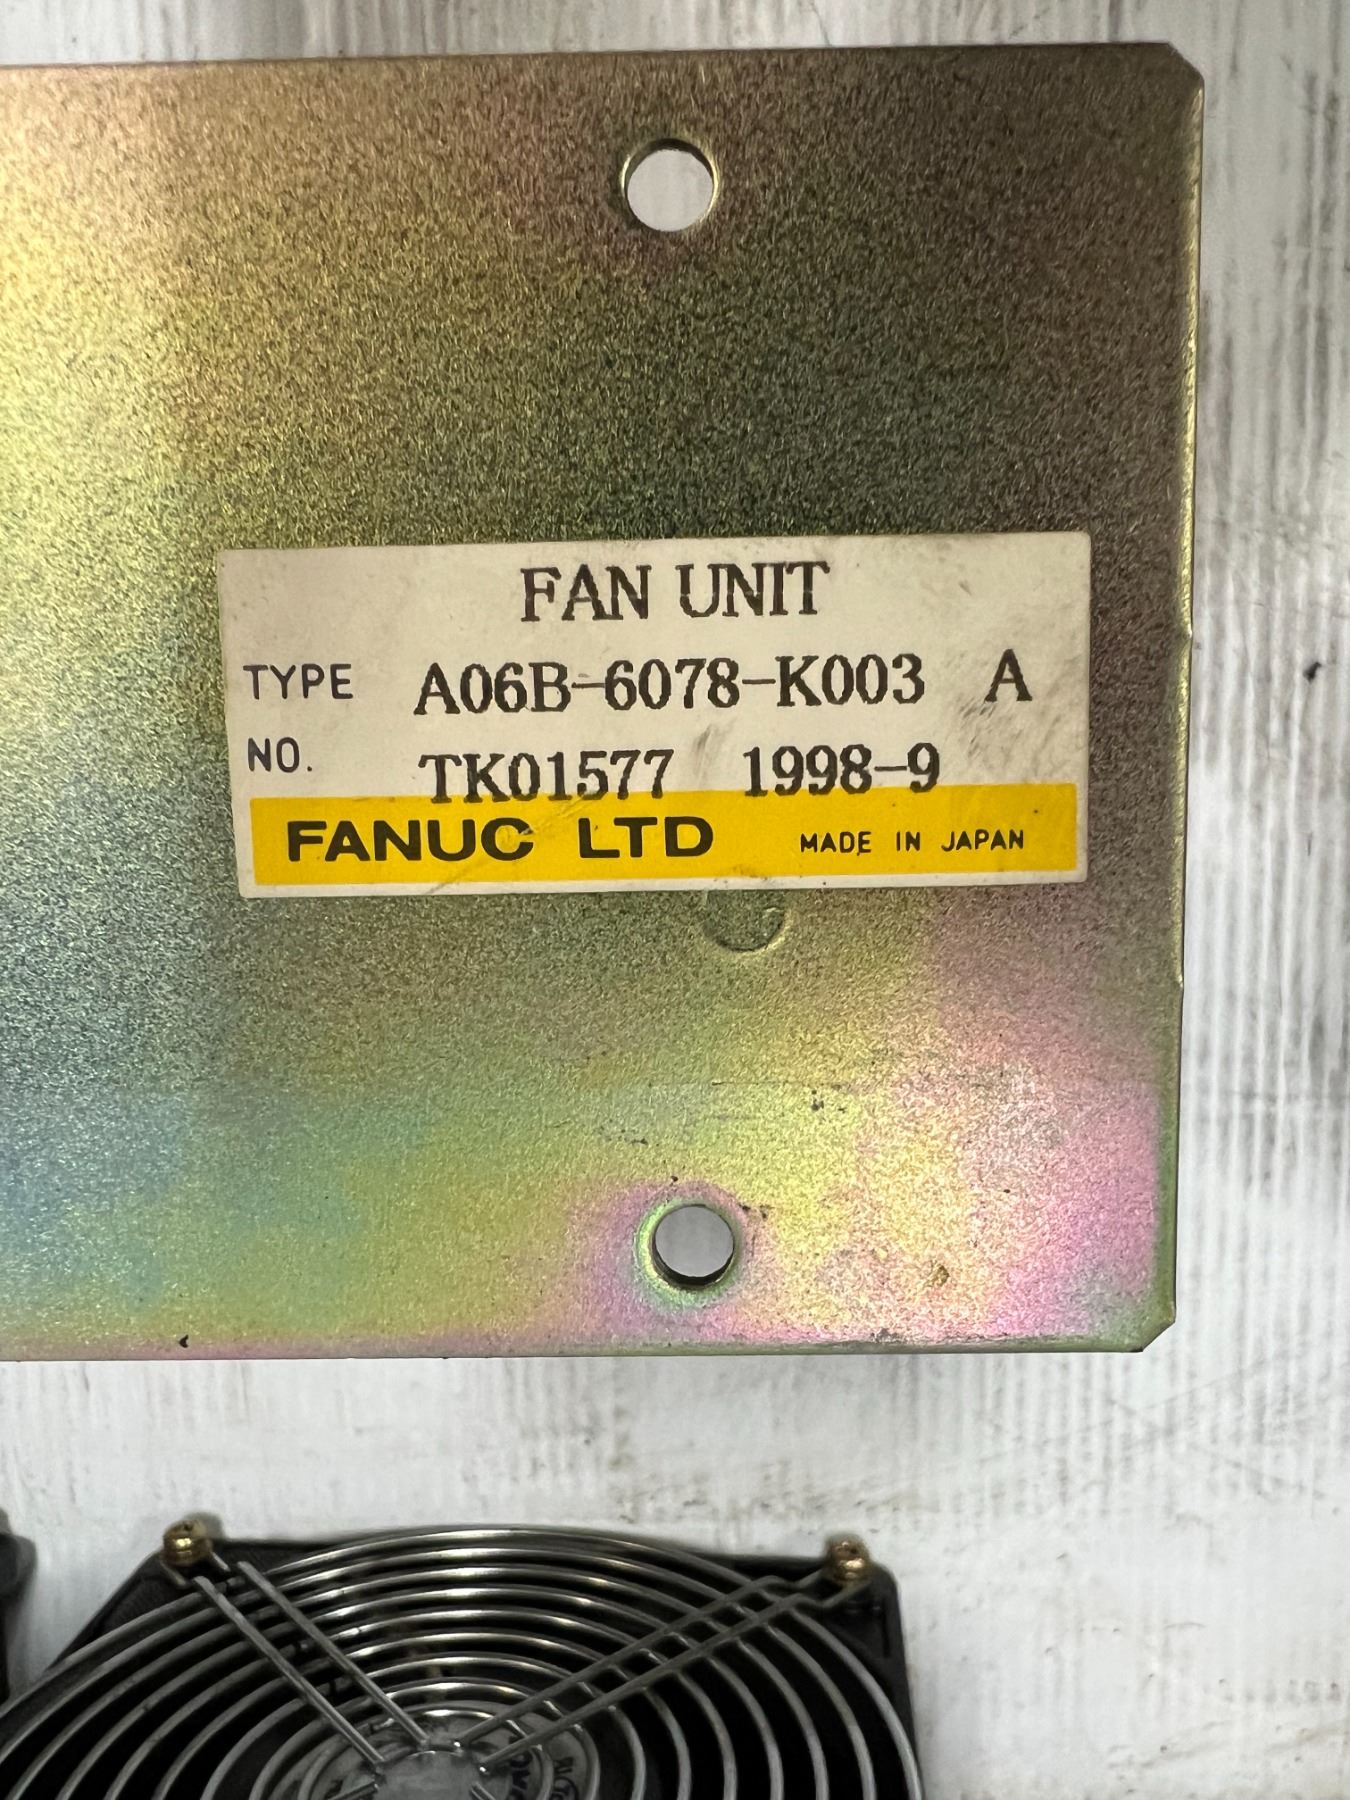 FAN UNIT
TYPE A06B-6078-K003 A
NO. TK01577 1998-9
FANUC LTD MADE IN JAPAN